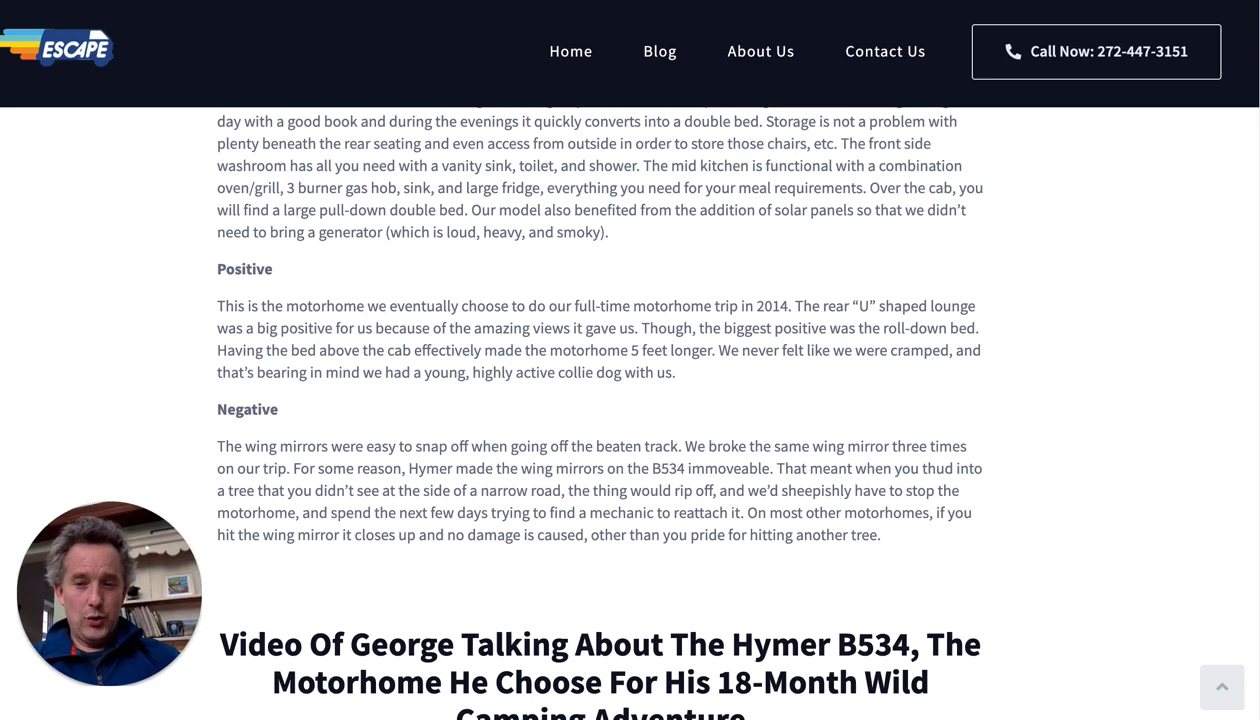 ESCAPE
Home
Blog
About Us
Contact Us
Call Now: 272-447-3151
day with a good book and during the evenings it quickly converts into a double bed. Storage is not a problem with
plenty beneath the rear seating and even access from outside in order to store those chairs, etc. The front side
washroom has all you need with a vanity sink, toilet, and shower. The mid kitchen is functional with a combination
oven/grill, 3 burner gas hob, sink, and large fridge, everything you need for your meal requirements. Over the cab, you
will find a large pull-down double bed. Our model also benefited from the addition of solar panels so that we didn’t
need to bring a generator (which is loud, heavy, and smoky).
Positive
This is the motorhome we eventually choose to do our full-time motorhome trip in 2014. The rear “U” shaped lounge
was a big positive for us because of the amazing views it gave us. Though, the biggest positive was the roll-down bed.
Having the bed above the cab effectively made the motorhome 5 feet longer. We never felt like we were cramped, and
that’s bearing in mind we had a young, highly active collie dog with us.
Negative
The wing mirrors were easy to snap off when going off the beaten track. We broke the same wing mirror three times
on our trip. For some reason, Hymer made the wing mirrors on the B534 immoveable. That meant when you thud into
a tree that you didn’t see at the side of a narrow road, the thing would rip off, and we’d sheepishly have to stop the
motorhome, and spend the next few days trying to find a mechanic to reattach it. On most other motorhomes, if you
hit the wing mirror it closes up and no damage is caused, other than you pride for hitting another tree.
Video Of George Talking About The Hymer B534, The
Motorhome He Choose For His 18-Month Wild
Camping Adventure